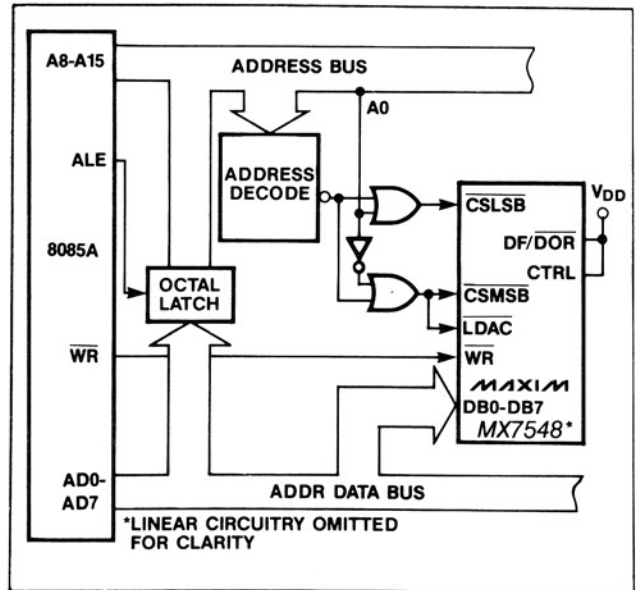 A8-A15
ADDRESS BUS
A0
ALE
ADDRESS
DECODE
8085A
OCTAL
LATCH
CSLSB
VDD
DF/DOR
CTRL
CSMSB
LDAC
WR
WR
MAXIM
DB0-DB7
MX7548*
AD0-
AD7
ADDR DATA BUS
*LINEAR CIRCUITRY OMITTED
FOR CLARITY